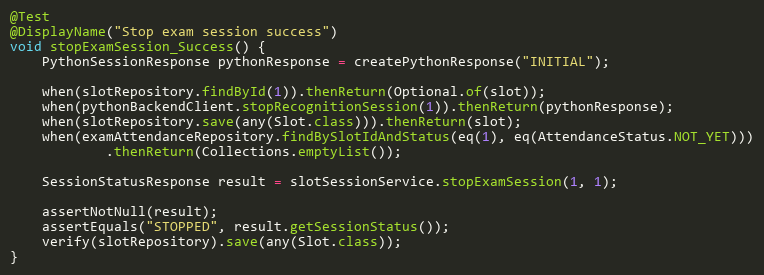 @Test
@DisplayName("Stop exam session success")
void stopExamSession_Success() {
    PythonSessionResponse pythonResponse = createPythonResponse("INITIAL");

    when(slotRepository.findById(1)).thenReturn(Optional.of(slot));
    when(pythonBackendClient.stopRecognitionSession(1)).thenReturn(pythonResponse);
    when(slotRepository.save(any(Slot.class))).thenReturn(slot);
    when(examAttendanceRepository.findBySlotIdAndStatus(eq(1), eq(AttendanceStatus.NOT_YET)))
            .thenReturn(Collections.emptyList());

    SessionStatusResponse result = slotSessionService.stopExamSession(1, 1);

    assertNotNull(result);
    assertEquals("STOPPED", result.getSessionStatus());
    verify(slotRepository).save(any(Slot.class));
}